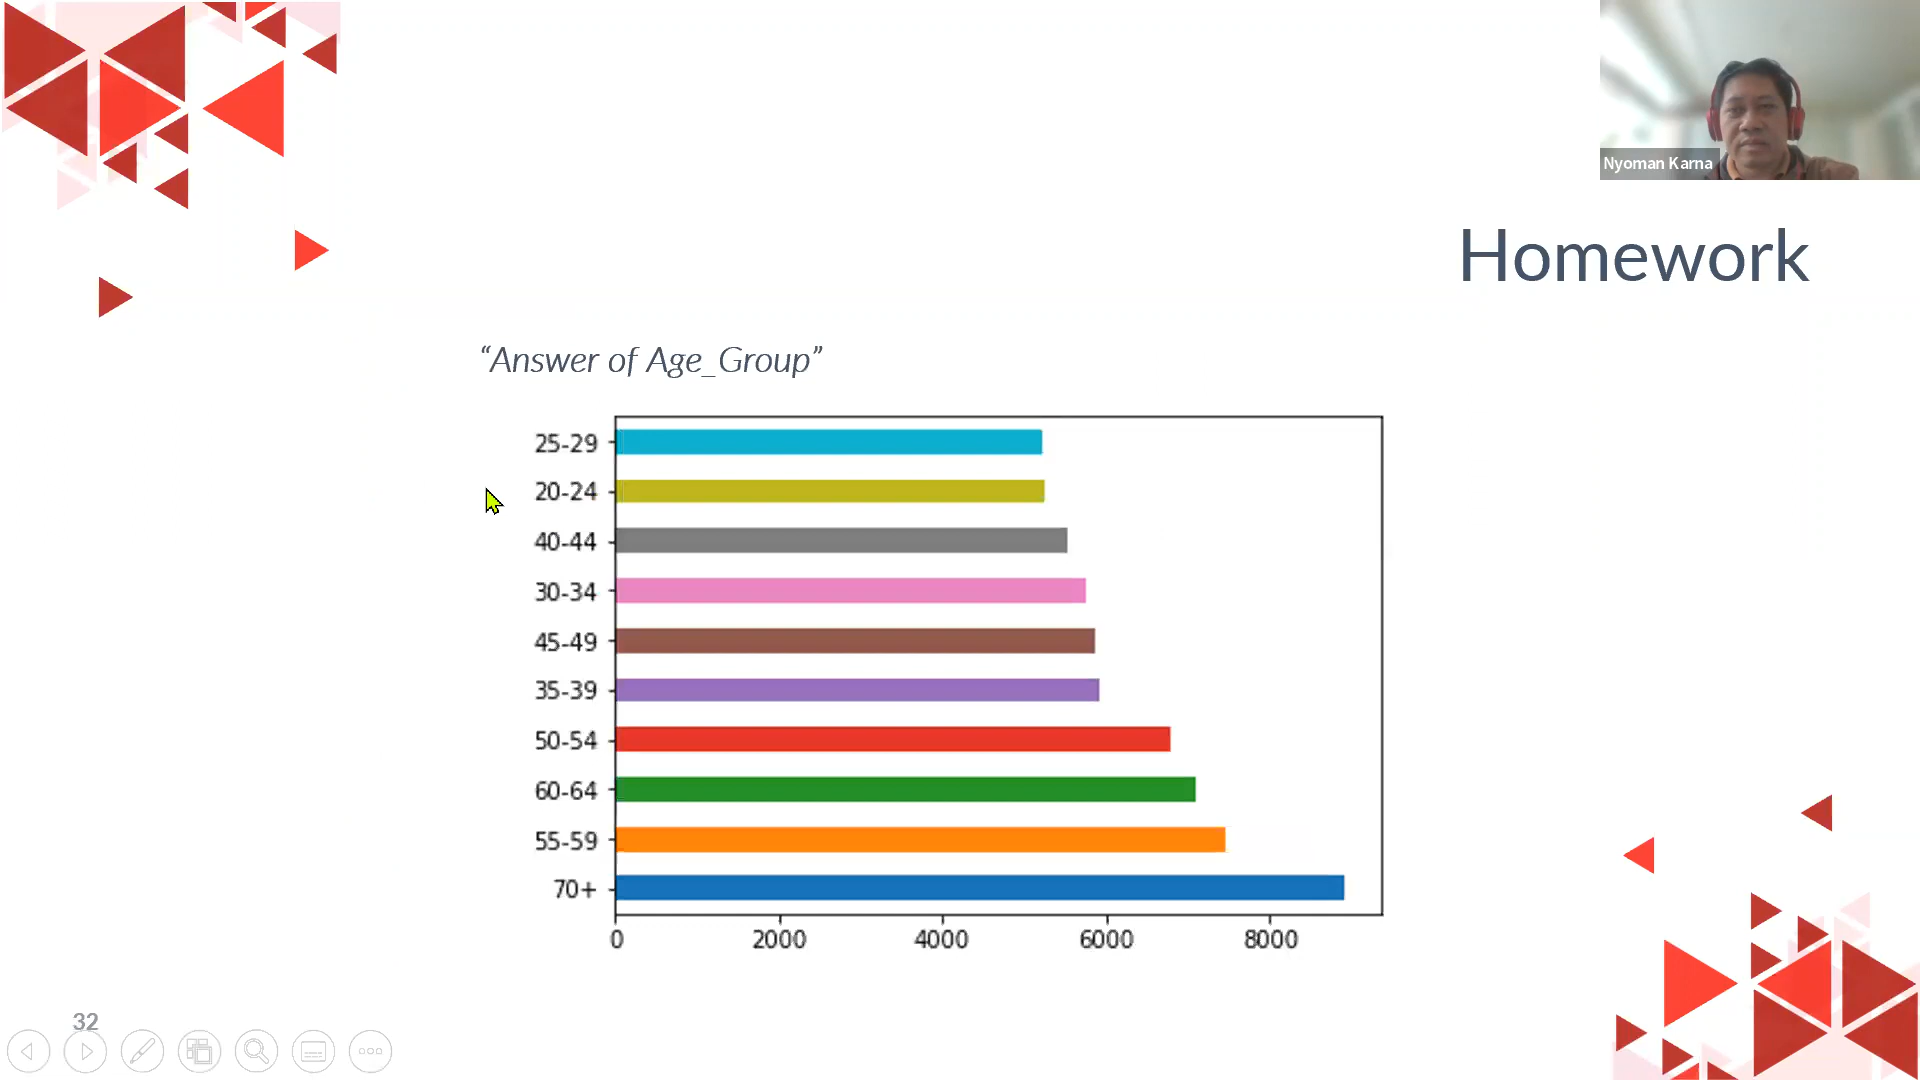 Nyoman Karna
Homework
“Answer of Age_Group”
25-29
20-24
40-44
30-34
45-49
35-39
50-54
60-64
55-59
70+
0 2000 4000 6000 8000
32